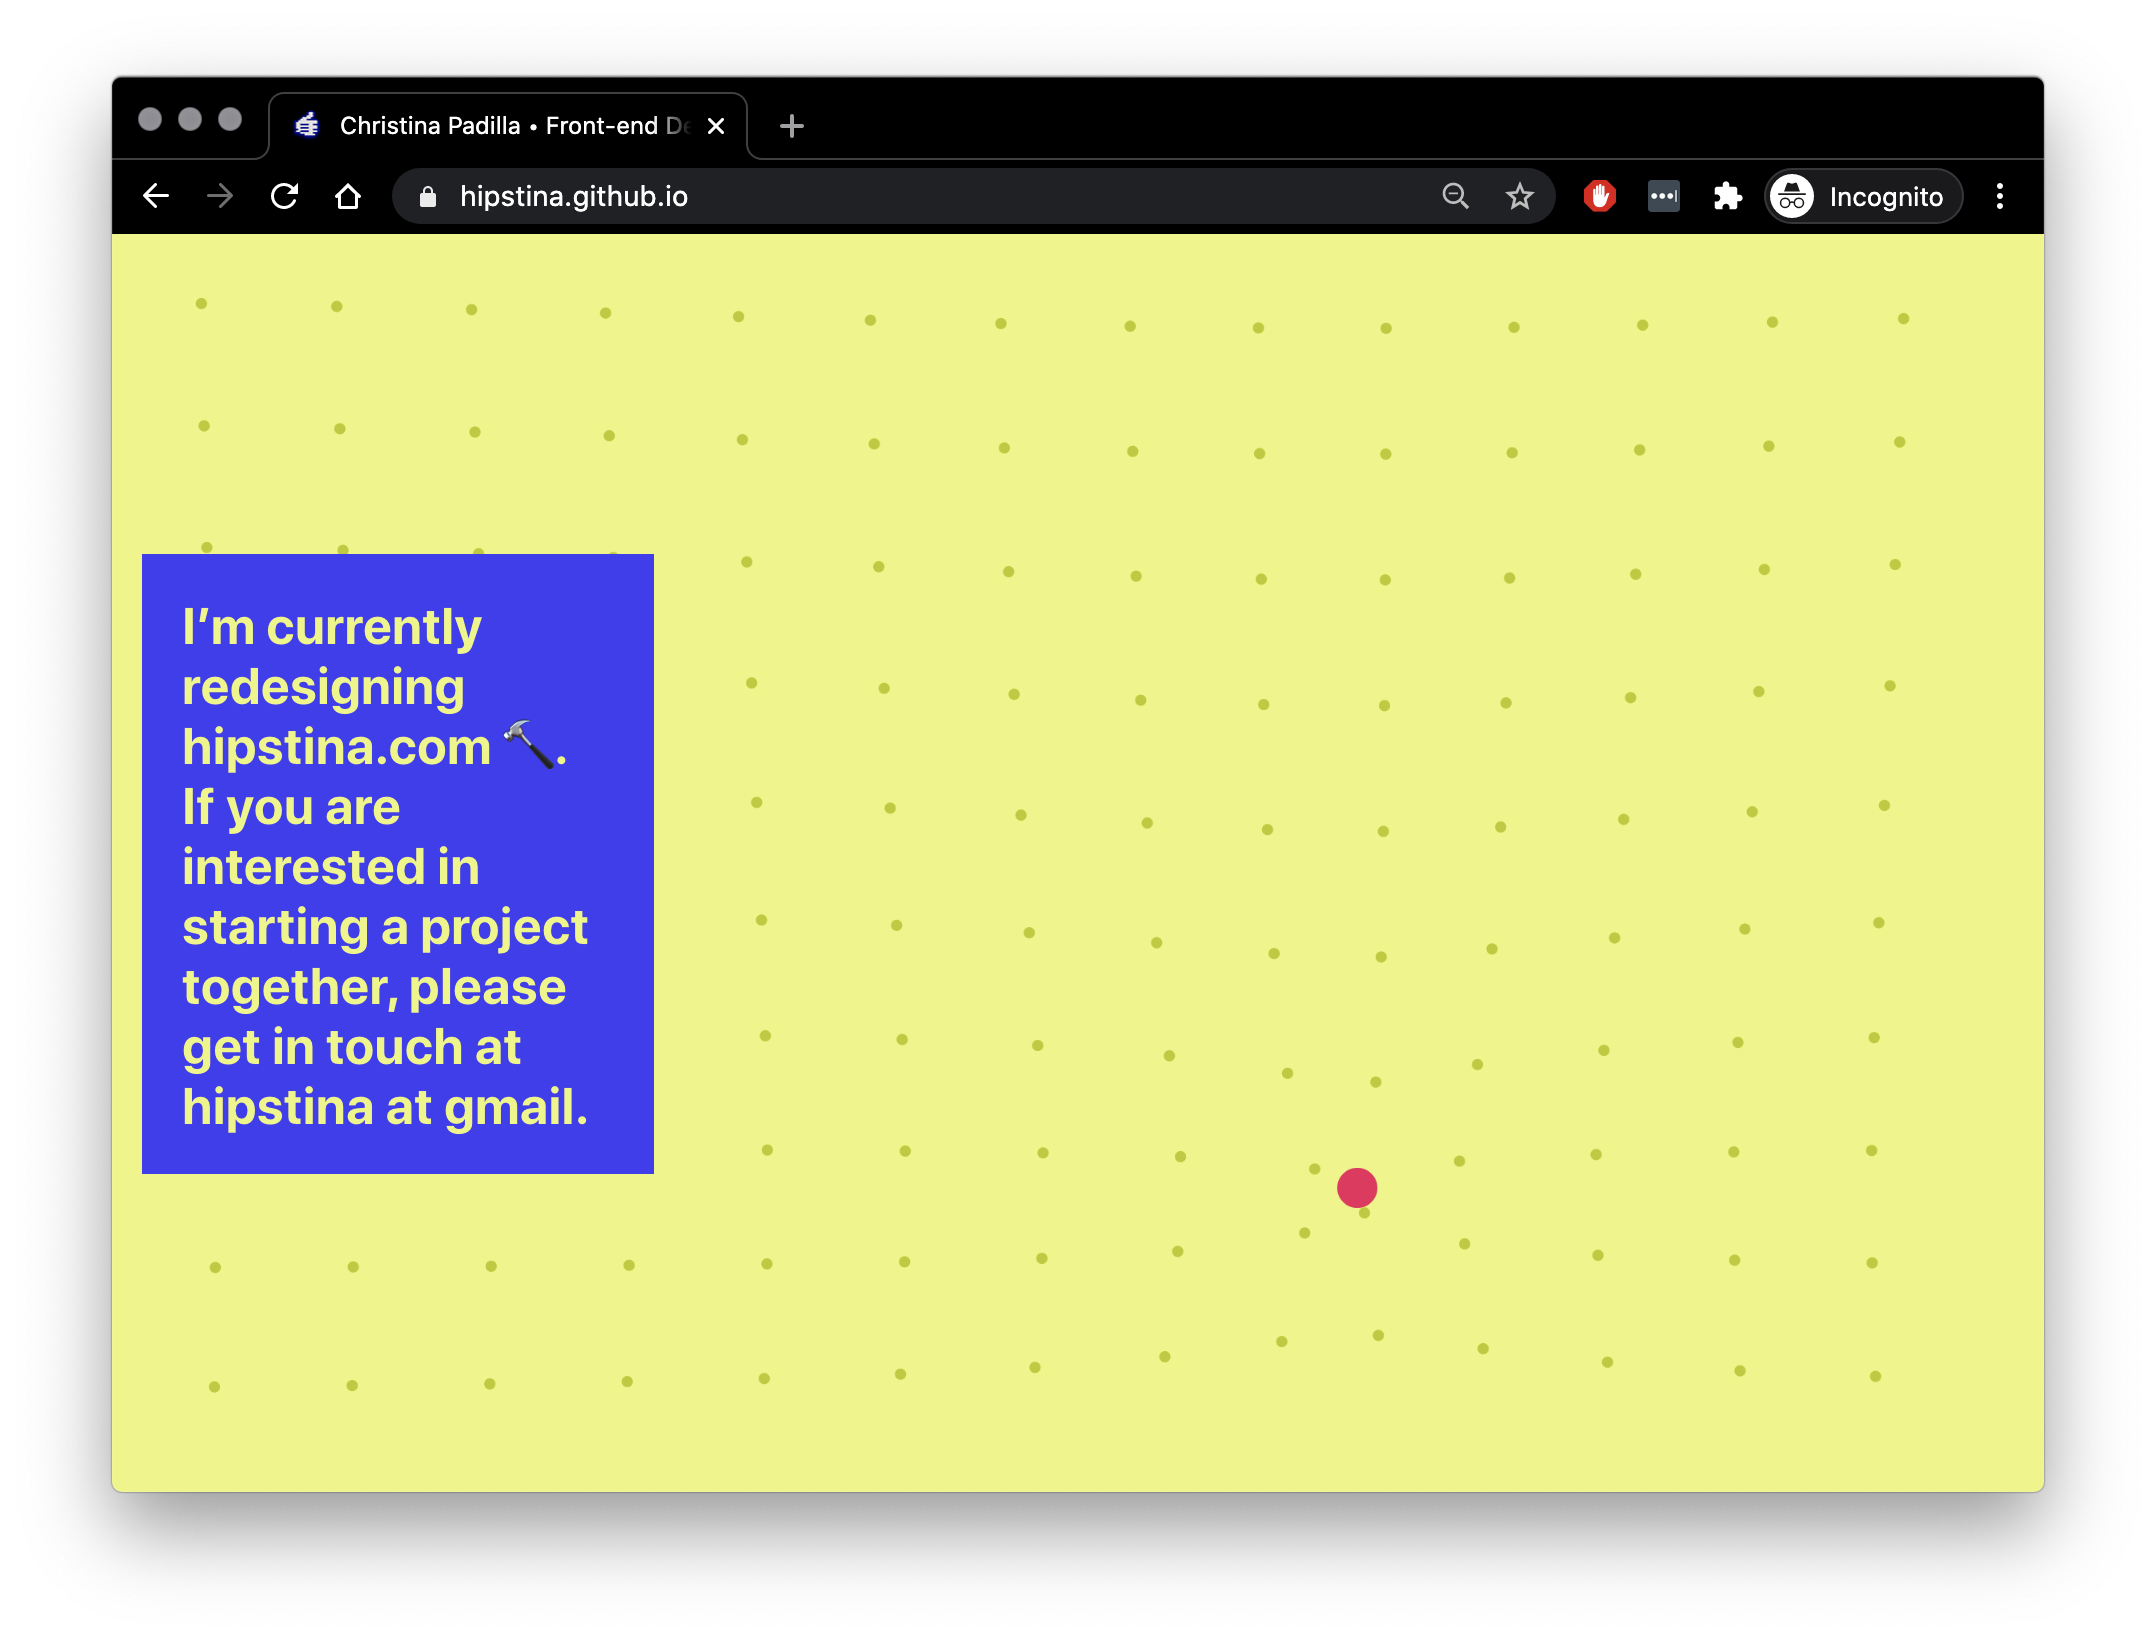 Christina Padilla • Front-end De
hipstina.github.io
Incognito
I’m currently
redesigning
hipstina.com 🔨.
If you are
interested in
starting a project
together, please
get in touch at
hipstina at gmail.